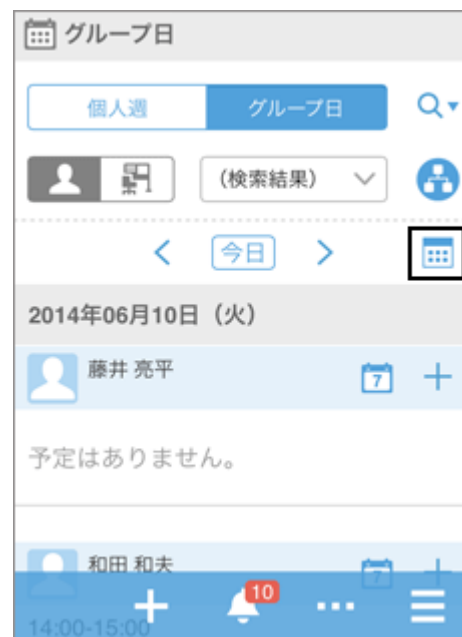 グループ日
個人週 グループ日
(検索結果)
今日
2014年06月10日（火）
藤井 亮平
7
予定はありません。
和田 和夫
7
10
14:00-15:00